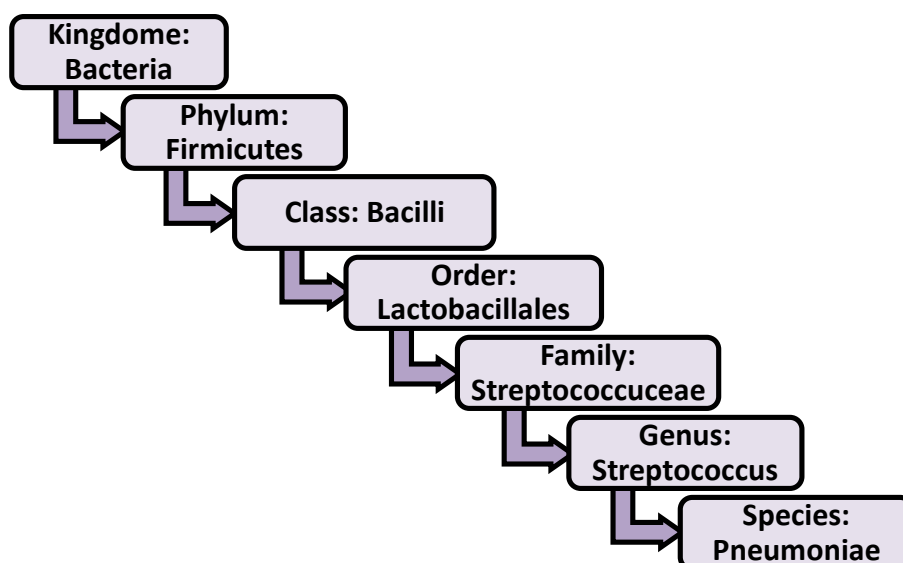 Kingdome:
Bacteria
Phylum:
Firmicutes
Class: Bacilli
Order:
Lactobacillales
Family:
Streptococcuceae
Genus:
Streptococcus
Species:
Pneumoniae